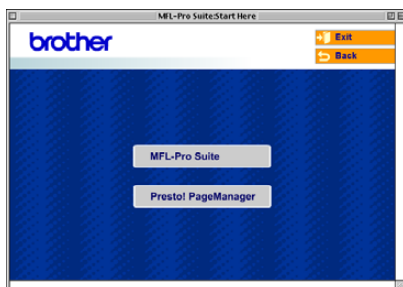 MFL-Pro Suite:Start Here
brother
Exit
Back
MFL-Pro Suite
Presto! PageManager